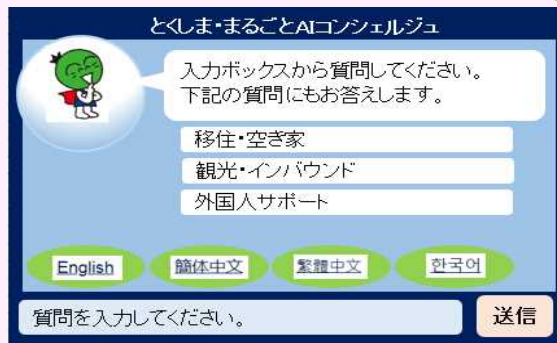 とくしま・まるごとAIコンシェルジュ
入力ボックスから質問してください。
下記の質問にもお答えします。
移住・空き家
観光・インバウンド
外国人サポート
English
簡体中文
繁體中文
한국어
質問を入力してください。
送信